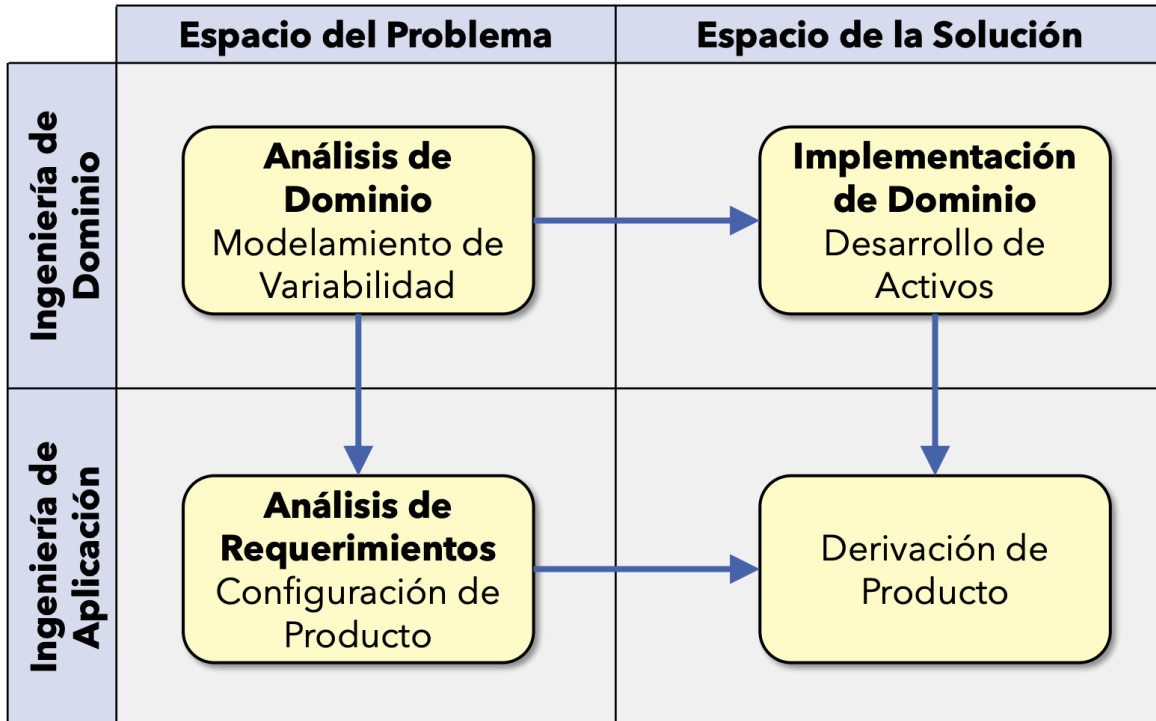 Espacio del Problema
Espacio de la Solución
Ingeniería de
Dominio
Análisis de
Dominio
Modelamiento de
Variabilidad
Implementación
de Dominio
Desarrollo de
Activos
Ingeniería de
Aplicación
Análisis de
Requerimientos
Configuración de
Producto
Derivación de
Producto